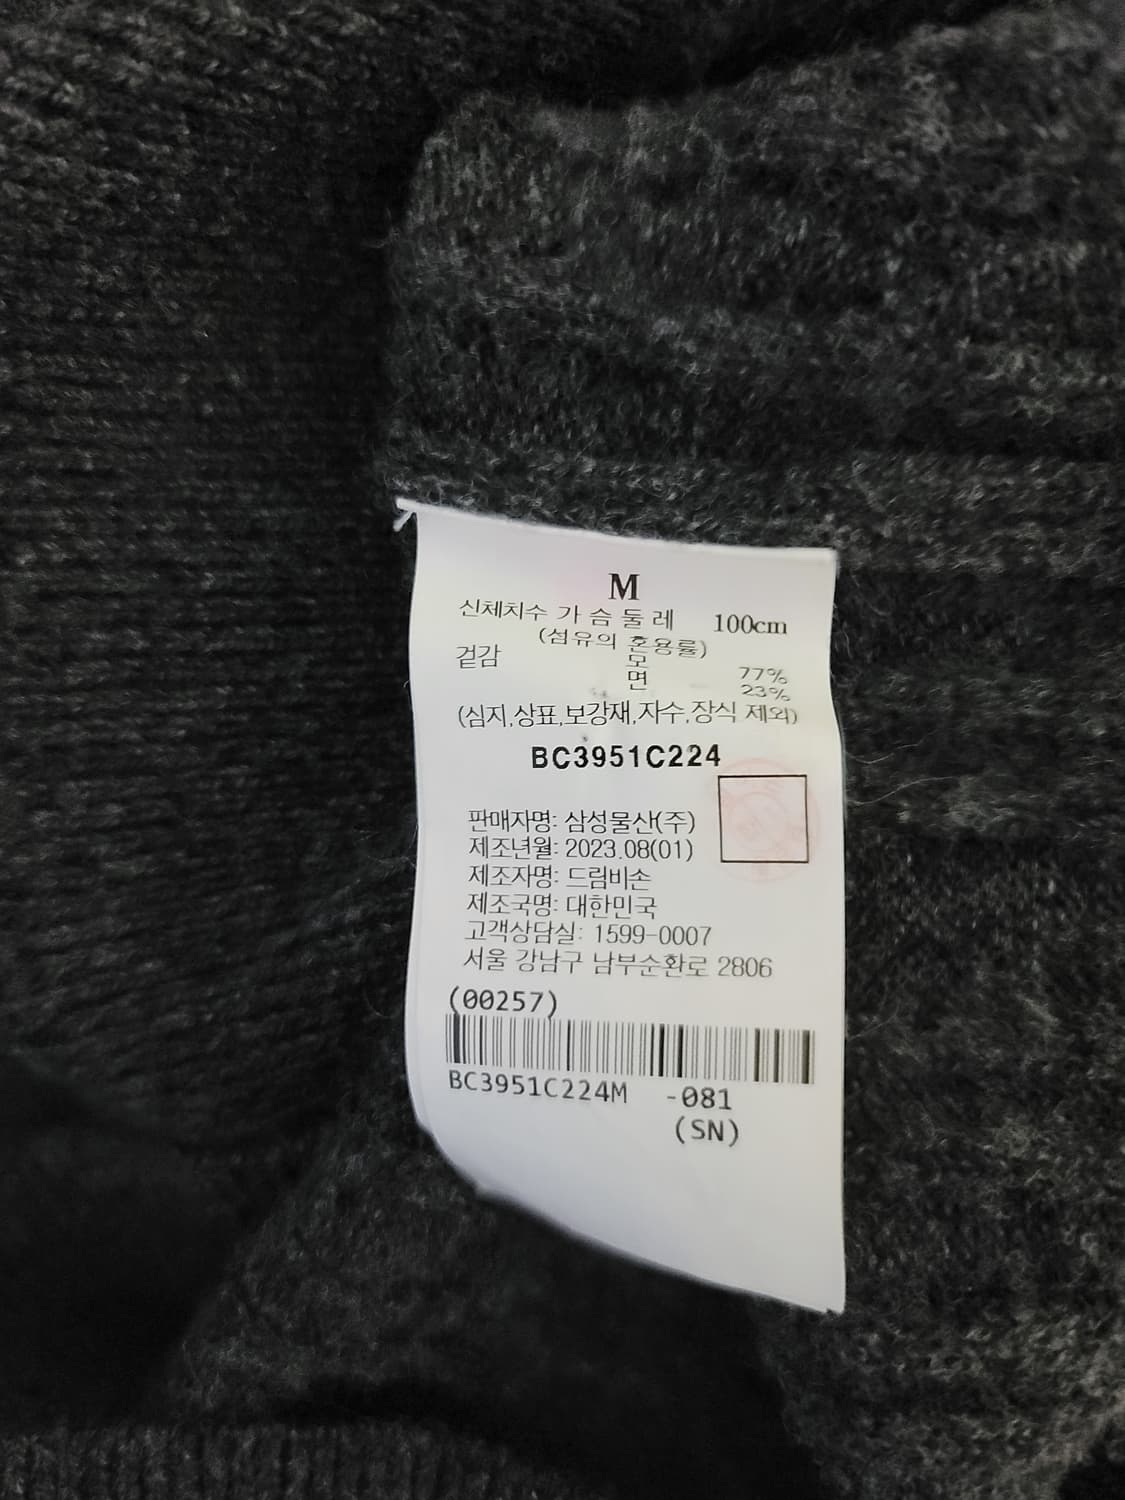 M
신체치수 가 슴 둘 레 100cm
(섬유의 혼용률)
겉감 모 77%
면 23%
(심지,상표,보강재,자수,장식 제외)
BC3951C224
판매자명: 삼성물산(주)
제조년월: 2023.08(01)
제조자명: 드림비손
제조국명: 대한민국
고객상담실: 1599-0007
서울 강남구 남부순환로 2806
(00257)
BC3951C224M -081
(SN)